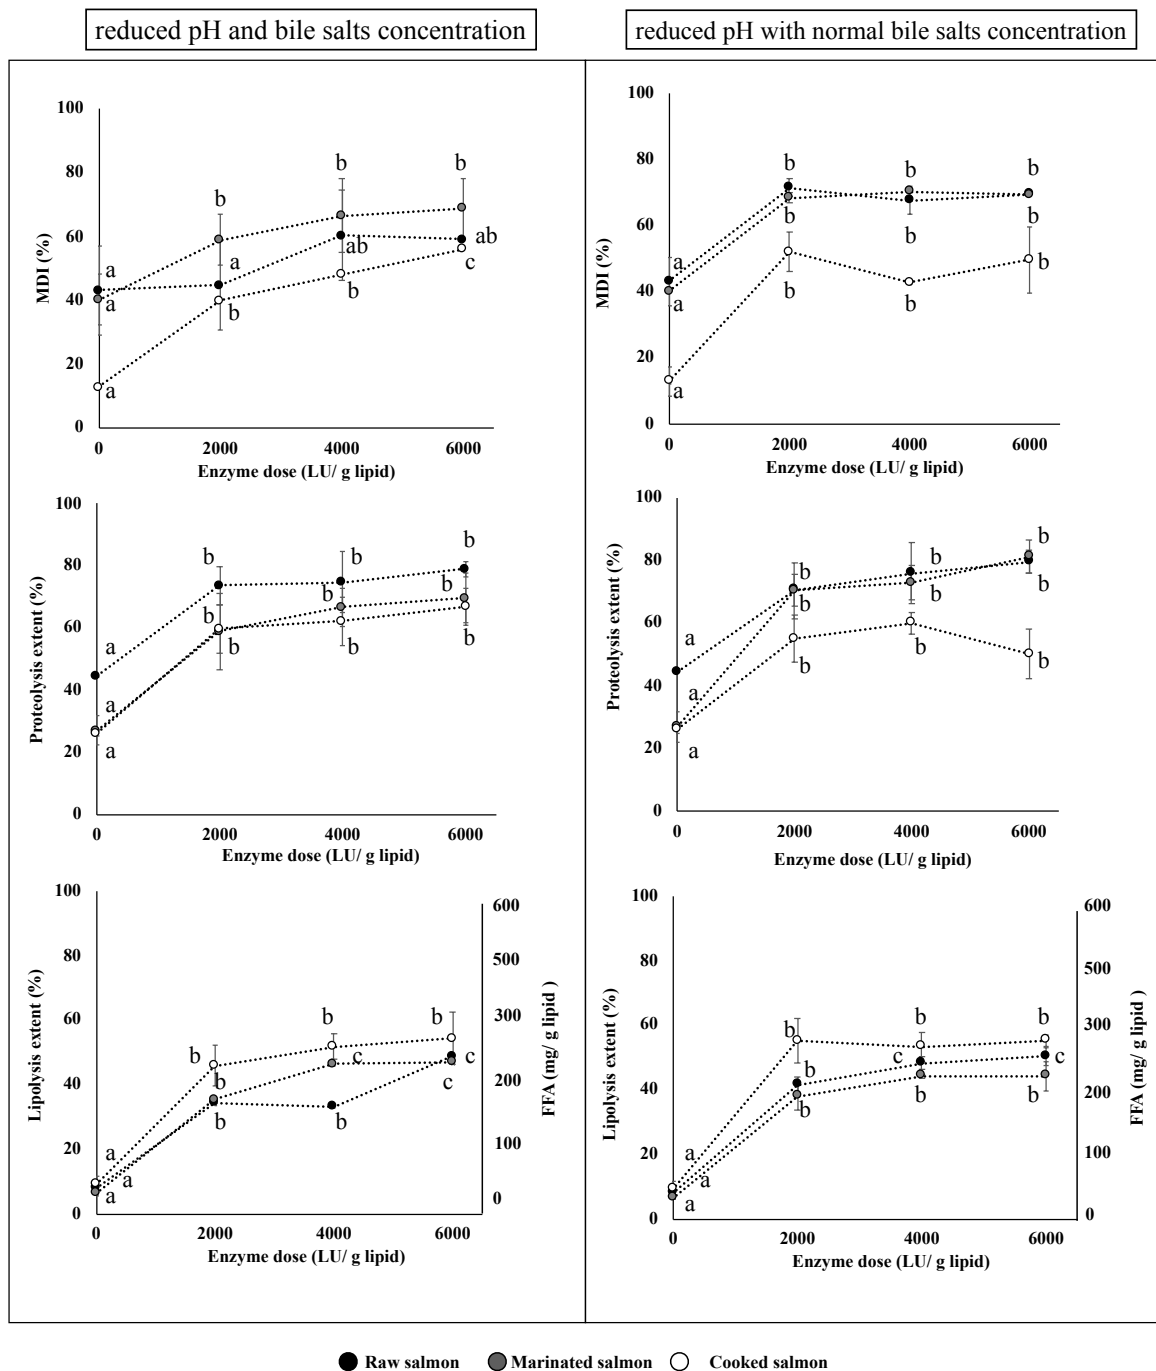 reduced pH and bile salts concentration
reduced pH with normal bile salts concentration
MDI (%)
100
80
60
40
20
0
a
a
a
b
a
b
b
ab
b
b
ab
c
0 2000 4000 6000
Enzyme dose (LU/ g lipid)
MDI (%)
100
80
60
40
20
0
a
a
a
b
b
b
b
b
b
b
b
b
0 2000 4000 6000
Enzyme dose (LU/ g lipid)
Proteolysis extent (%)
100
80
60
40
20
0
a
a
a
b
b
b
b
b
b
b
b
b
0 2000 4000 6000
Enzyme dose (LU/ g lipid)
Proteolysis extent (%)
100
80
60
40
20
0
a
a
a
b
b
b
b
b
b
b
b
b
0 2000 4000 6000
Enzyme dose (LU/ g lipid)
Lipolysis extent (%)
100
80
60
40
20
0
a
a
a
b
b
b
b
c
b
b
c
c
0 2000 4000 6000
Enzyme dose (LU/ g lipid)
600
500
300
200
100
0
FFA (mg/ g lipid )
Lipolysis extent (%)
100
80
60
40
20
0
a
a
a
b
b
b
b
c
b
b
c
b
0 2000 4000 6000
Enzyme dose (LU/ g lipid)
600
500
300
200
100
0
FFA (mg/ g lipid )
Raw salmon Marinated salmon Cooked salmon